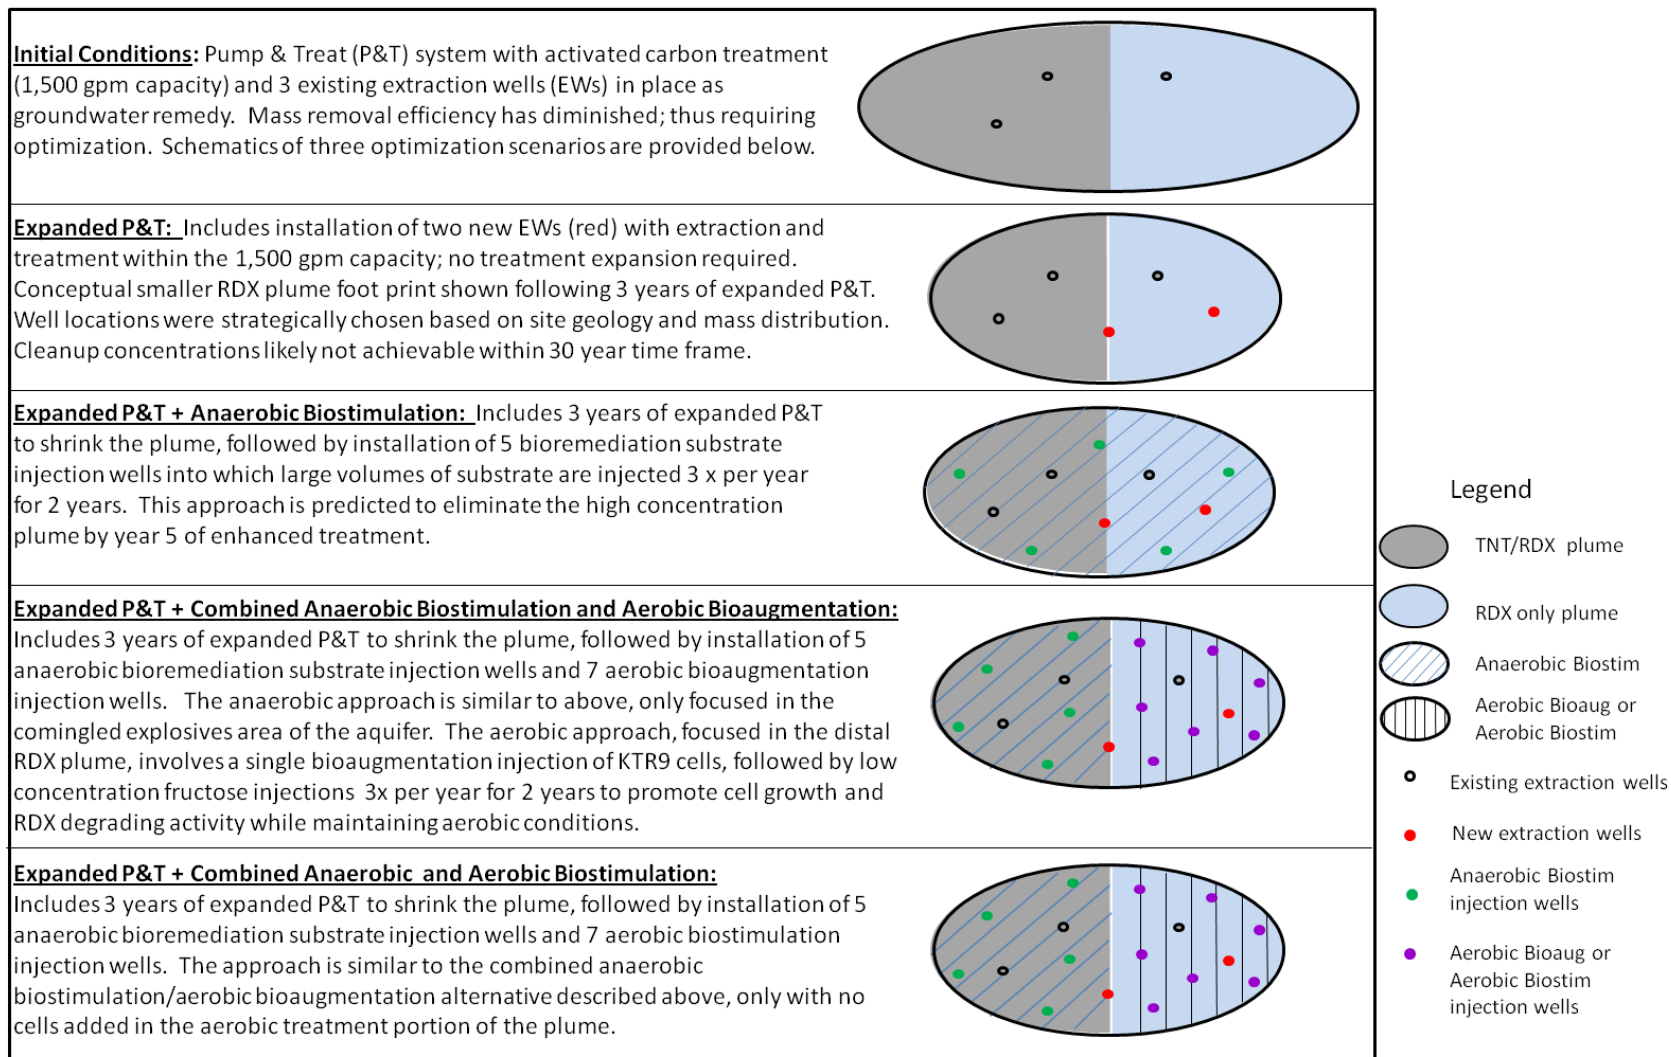 Initial Conditions: Pump & Treat (P&T) system with activated carbon treatment
(1,500 gpm capacity) and 3 existing extraction wells (EWs) in place as
groundwater remedy. Mass removal efficiency has diminished; thus requiring
optimization. Schematics of three optimization scenarios are provided below.
Expanded P&T: Includes installation of two new EWs (red) with extraction and
treatment within the 1,500 gpm capacity; no treatment expansion required.
Conceptual smaller RDX plume foot print shown following 3 years of expanded P&T.
Well locations were strategically chosen based on site geology and mass distribution.
Cleanup concentrations likely not achievable within 30 year time frame.
Expanded P&T + Anaerobic Biostimulation: Includes 3 years of expanded P&T
to shrink the plume, followed by installation of 5 bioremediation substrate
injection wells into which large volumes of substrate are injected 3 x per year
for 2 years. This approach is predicted to eliminate the high concentration
plume by year 5 of enhanced treatment.
Expanded P&T + Combined Anaerobic Biostimulation and Aerobic Bioaugmentation:
Includes 3 years of expanded P&T to shrink the plume, followed by installation of 5
anaerobic bioremediation substrate injection wells and 7 aerobic bioaugmentation
injection wells. The anaerobic approach is similar to above, only focused in the
comingled explosives area of the aquifer. The aerobic approach, focused in the distal
RDX plume, involves a single bioaugmentation injection of KTR9 cells, followed by low
concentration fructose injections 3x per year for 2 years to promote cell growth and
RDX degrading activity while maintaining aerobic conditions.
Expanded P&T + Combined Anaerobic and Aerobic Biostimulation:
Includes 3 years of expanded P&T to shrink the plume, followed by installation of 5
anaerobic bioremediation substrate injection wells and 7 aerobic biostimulation
injection wells. The approach is similar to the combined anaerobic
biostimulation/aerobic bioaugmentation alternative described above, only with no
cells added in the aerobic treatment portion of the plume.
Legend
TNT/RDX plume
RDX only plume
Anaerobic Biostim
Aerobic Bioaug or
Aerobic Biostim
Existing extraction wells
New extraction wells
Anaerobic Biostim
injection wells
Aerobic Bioaug or
Aerobic Biostim
injection wells